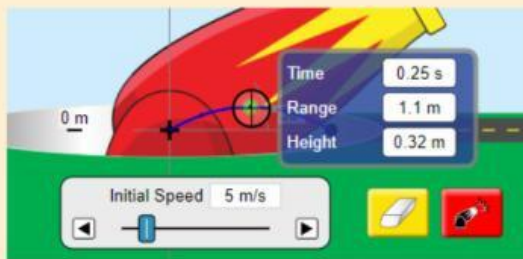 Time 0.25 s
0 m
Range 1.1 m
Height 0.32 m
Initial Speed 5 m/s